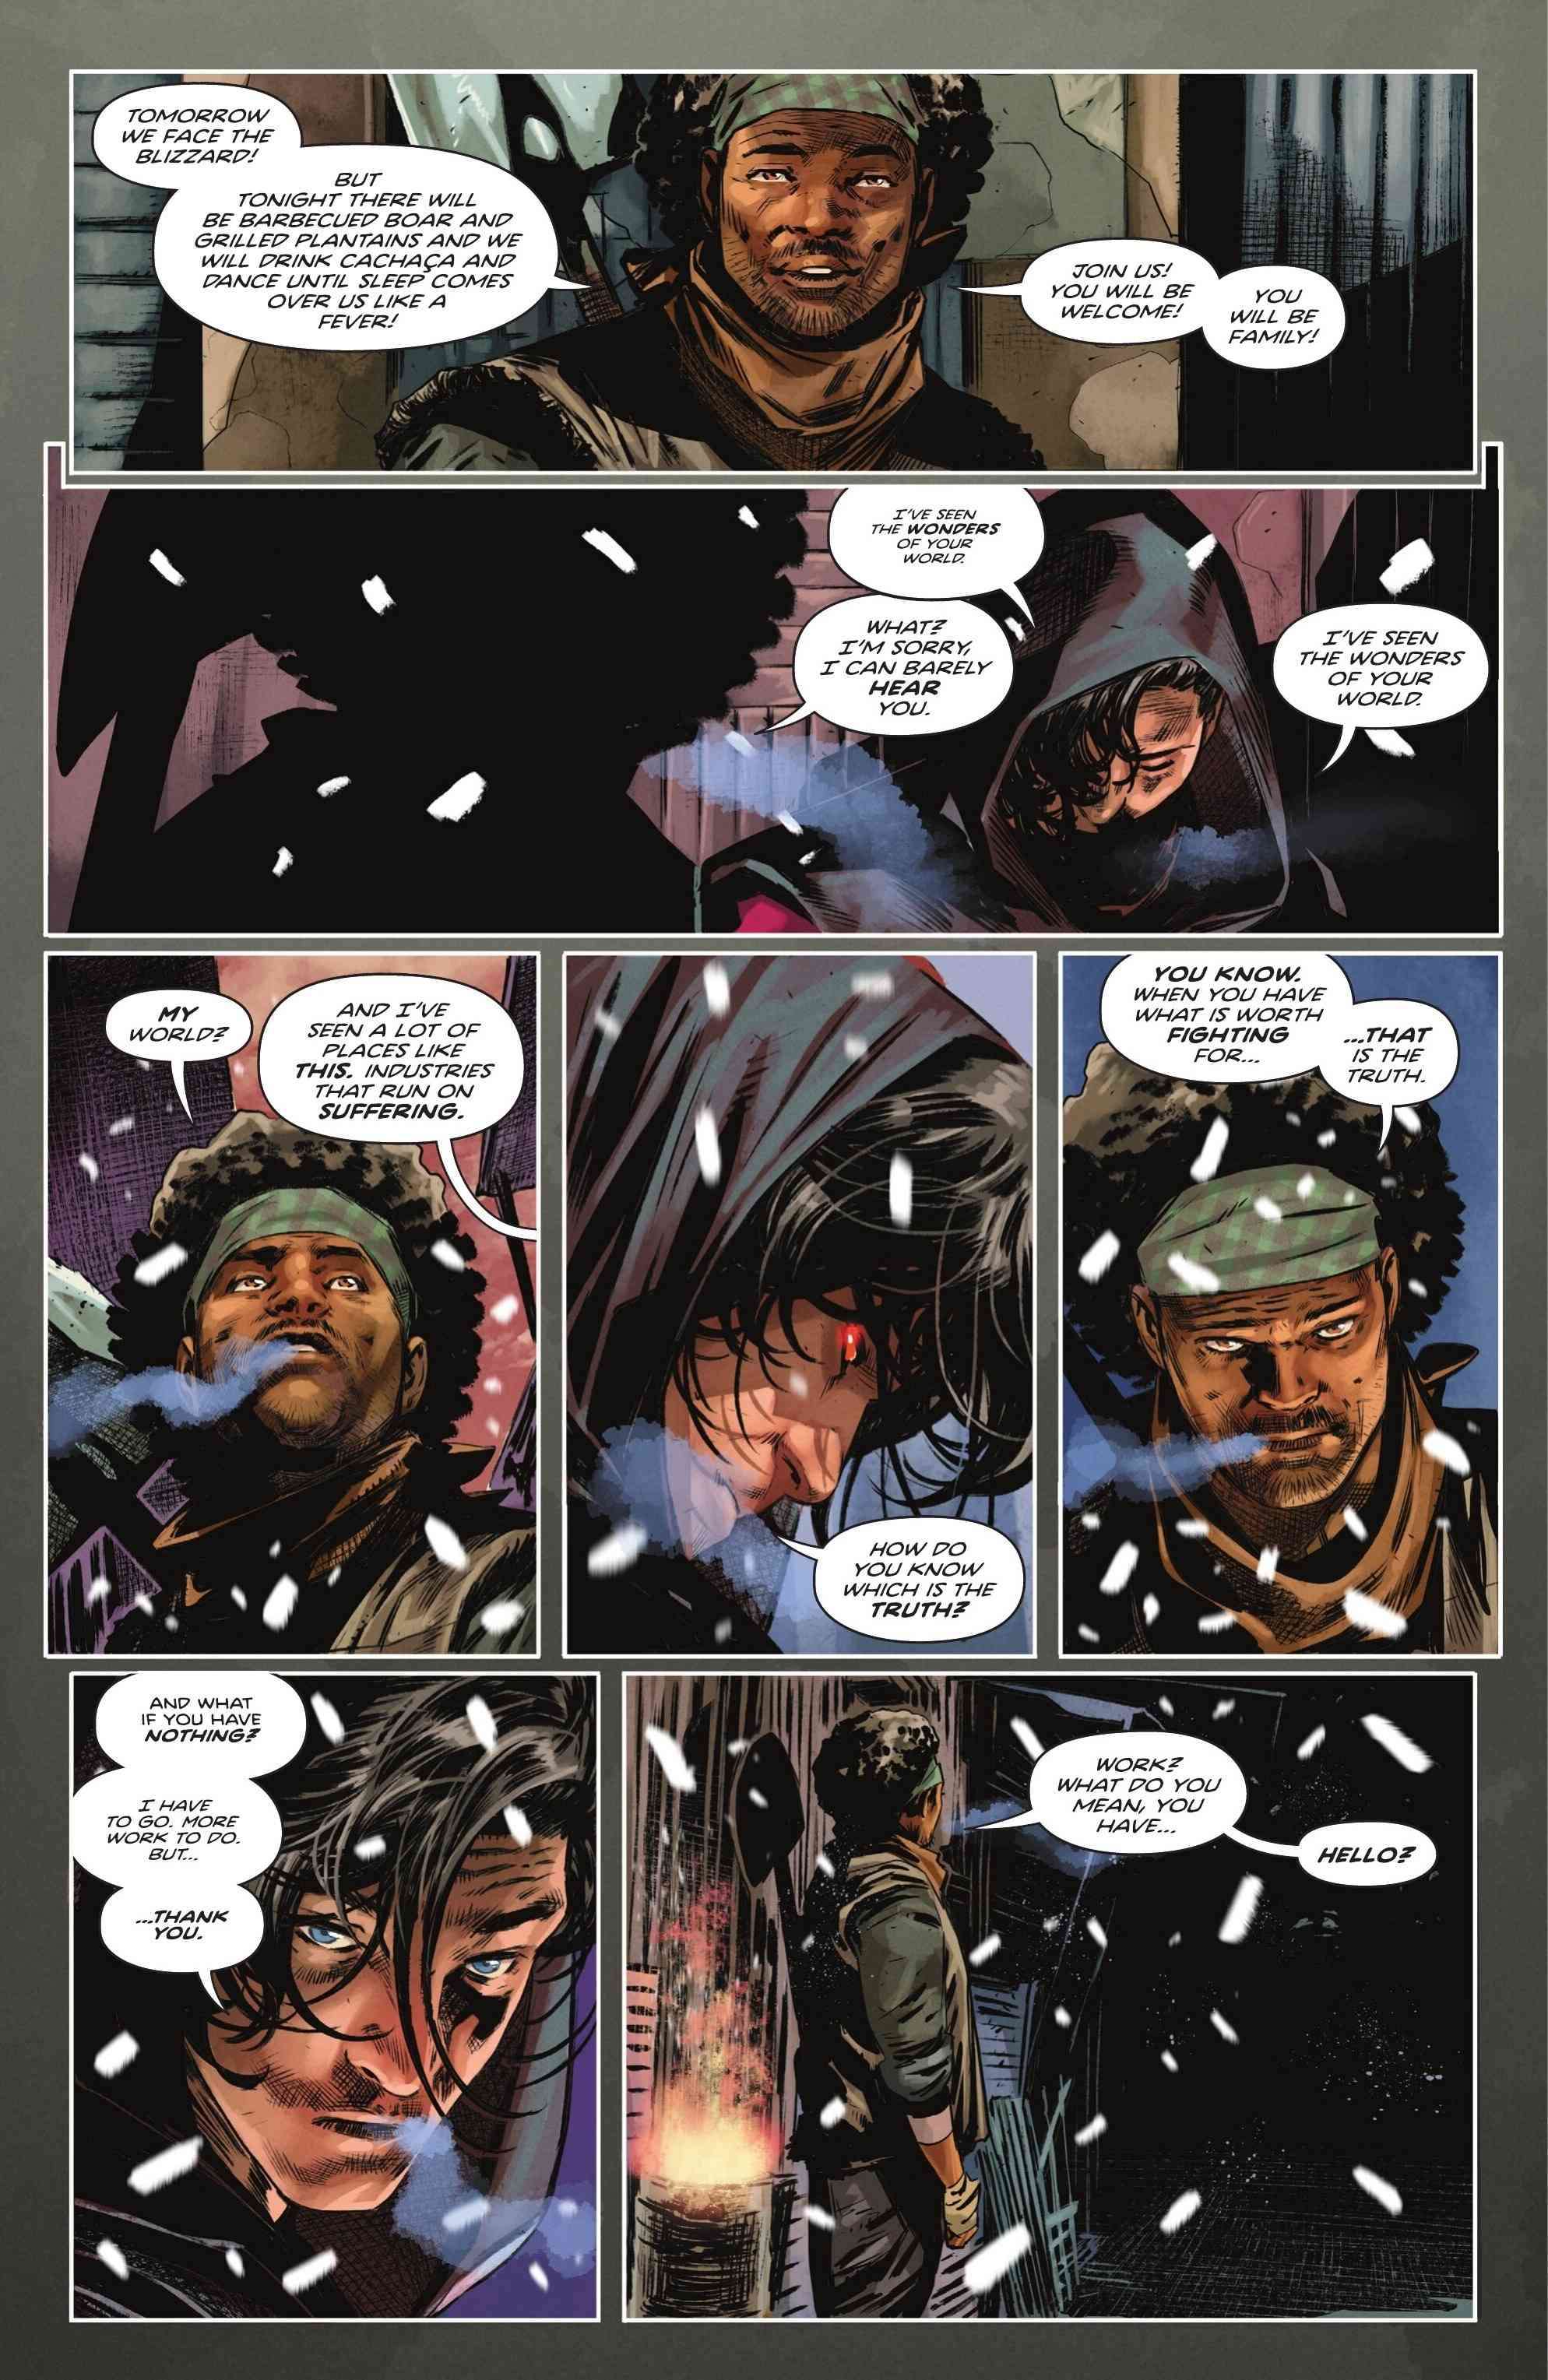 TOMORROW
WE FACE THE
BLIZZARD!
BUT
TONIGHT THERE WILL
BE BARBECUED BOAR AND
GRILLED PLANTAINS AND WE
WILL DRINK CACHAÇA AND
DANCE UNTIL SLEEP COMES
OVER US LIKE A
FEVER!
JOIN US!
YOU WILL BE
WELCOME!
YOU
WILL BE
FAMILY!
I'VE SEEN
THE WONDERS
OF YOUR
WORLD.
WHAT?
I'M SORRY,
I CAN BARELY
HEAR
YOU.
I'VE SEEN
THE WONDERS
OF YOUR
WORLD.
MY
WORLD?
AND I'VE
SEEN A LOT OF
PLACES LIKE
THIS. INDUSTRIES
THAT RUN ON
SUFFERING.
HOW DO
YOU KNOW
WHICH IS THE
TRUTH?
YOU KNOW.
WHEN YOU HAVE
WHAT IS WORTH
FIGHTING
FOR...
...THAT
IS THE
TRUTH.
AND WHAT
IF YOU HAVE
NOTHING?
I HAVE
TO GO. MORE
WORK TO DO.
BUT...
...THANK
YOU.
WORK?
WHAT DO YOU
MEAN, YOU
HAVE...
HELLO?